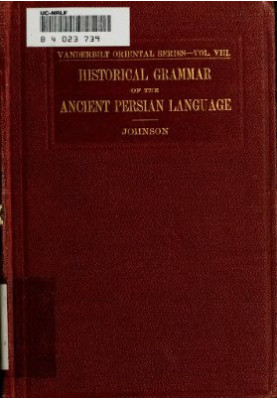 UC-NRLF
B 4 023 739
VANDERBILT ORIENTAL SERIES—VOL. VIII.
HISTORICAL GRAMMAR
OF THE
ANCIENT PERSIAN LANGUAGE
JOHNSON